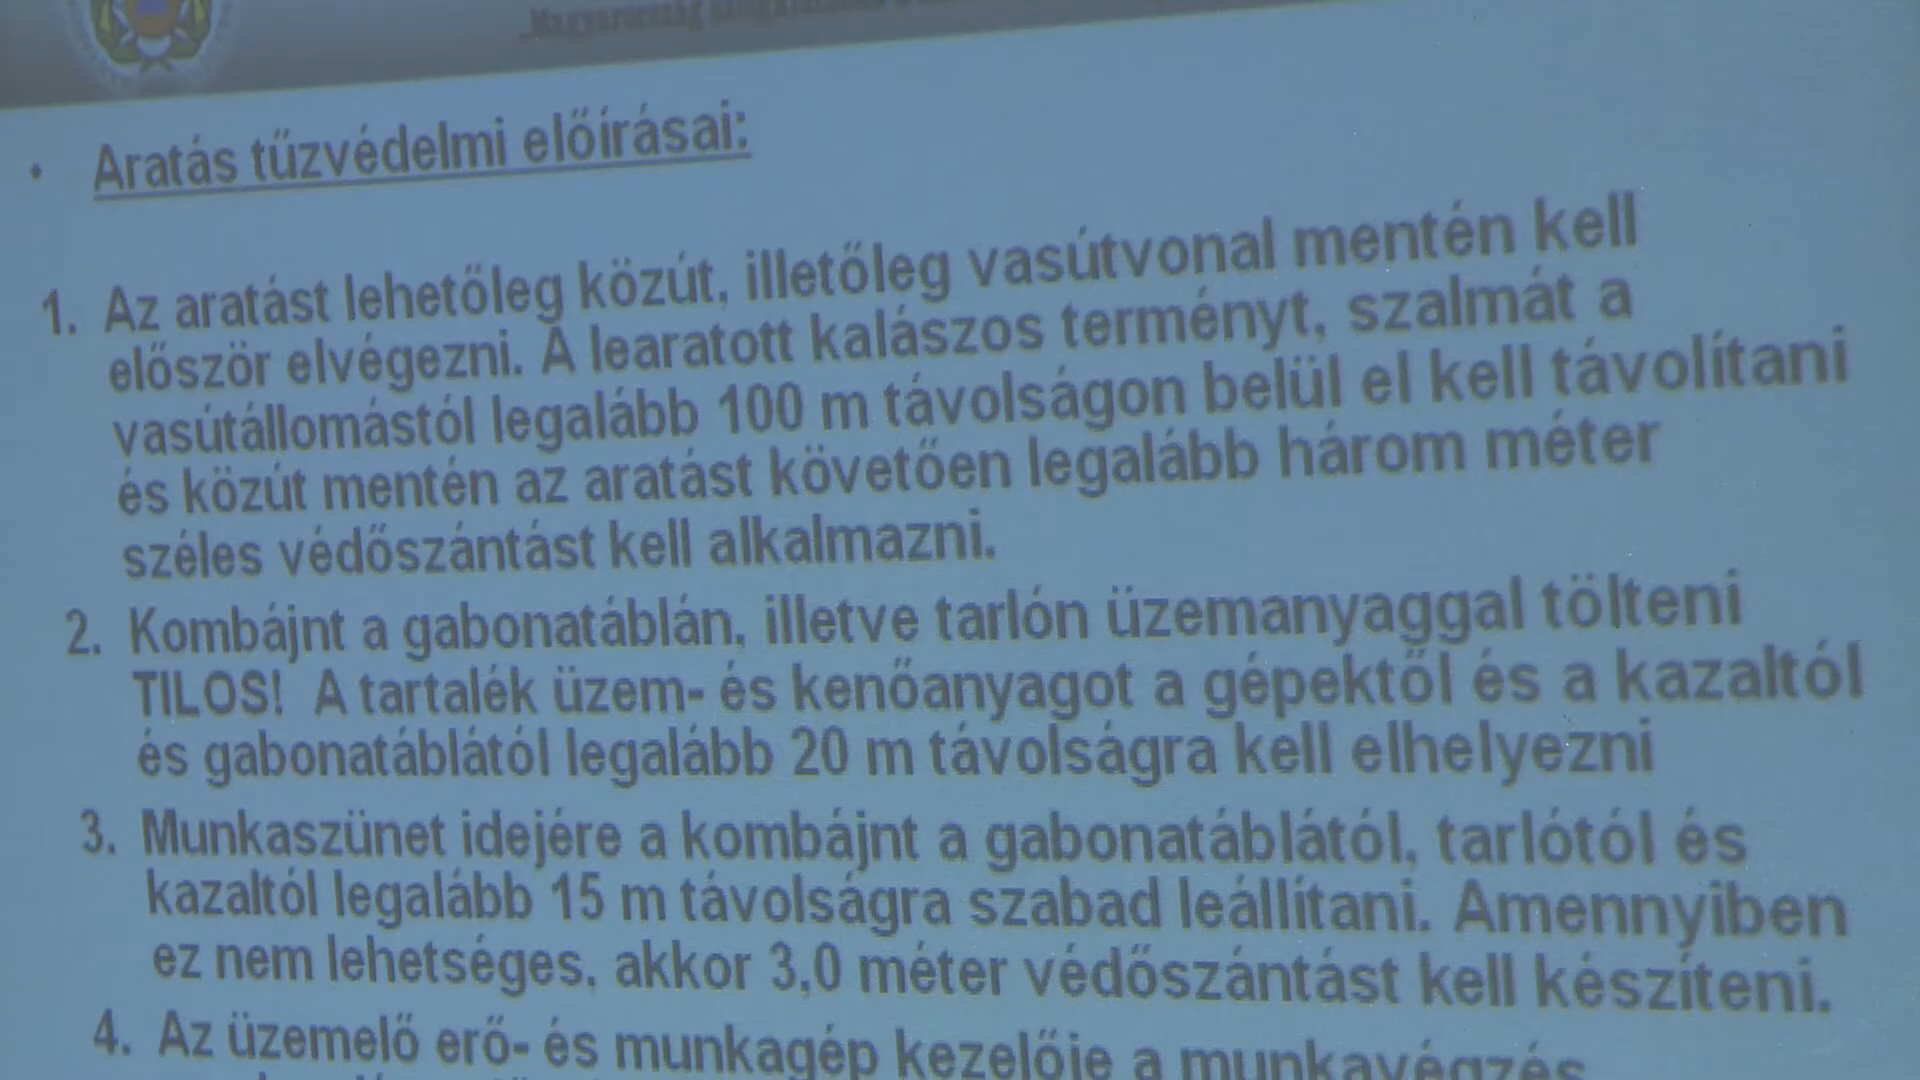 „Magyarország
• Aratás tűzvédelmi előírásai:
1. Az aratást lehetőleg közút, illetőleg vasútvonal mentén kell
először elvégezni. A learatott kalászos terményt, szalmát a
vasútállomástól legalább 100 m távolságon belül el kell távolítani
és közút mentén az aratást követően legalább három méter
széles védőszántást kell alkalmazni.
2. Kombájnt a gabonatáblán, illetve tarlón üzemanyaggal tölteni
TILOS! A tartalék üzem- és kenőanyagot a gépektől és a kazaltól
és gabonatáblától legalább 20 m távolságra kell elhelyezni
3. Munkaszünet idejére a kombájnt a gabonatáblától, tarlótól és
kazaltól legalább 15 m távolságra szabad leállítani. Amennyiben
ez nem lehetséges, akkor 3,0 méter védőszántást kell készíteni.
4. Az üzemelő erő- és munkagép kezelője a munkavégzés